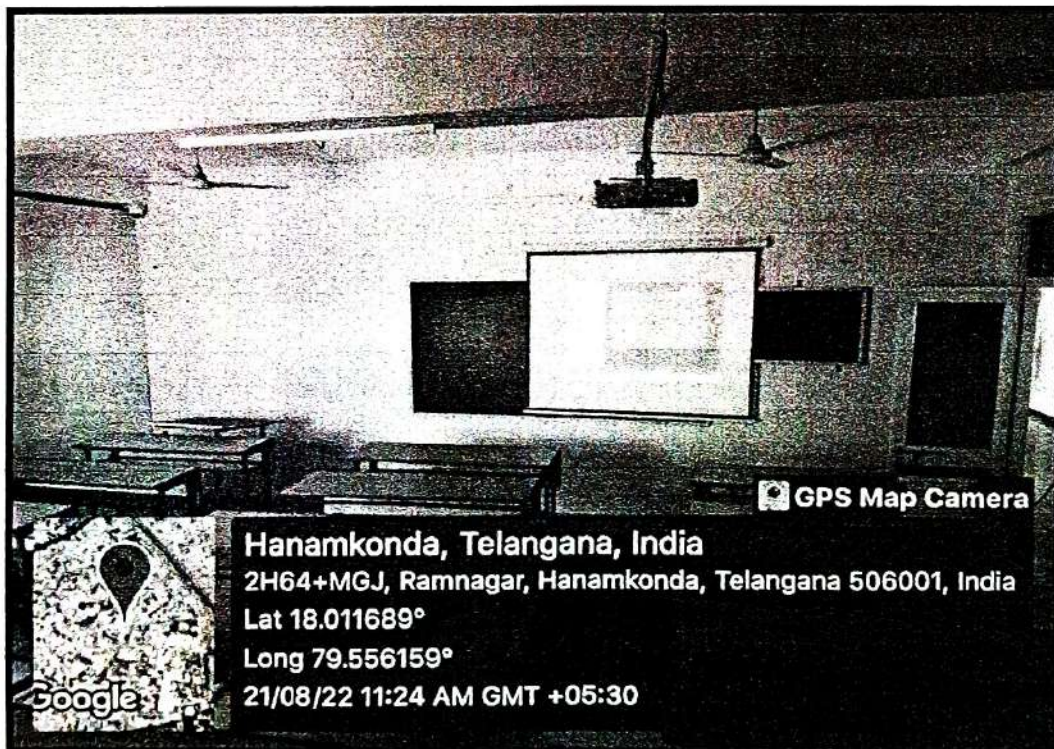 GPS Map Camera
Hanamkonda, Telangana, India
2H64+MGJ, Ramnagar, Hanamkonda, Telangana 506001, India
Lat 18.011689°
Long 79.556159°
21/08/22 11:24 AM GMT +05:30
Google